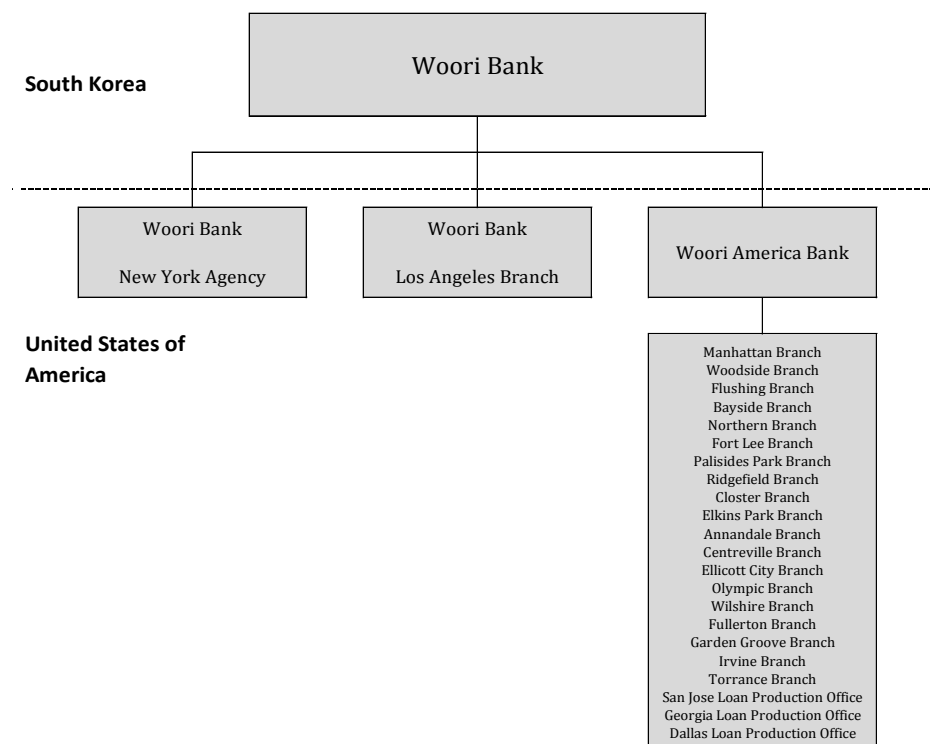 South Korea
Woori Bank
Woori Bank
New York Agency
Woori Bank
Los Angeles Branch
Woori America Bank
United States of
America
Manhattan Branch
Woodside Branch
Flushing Branch
Bayside Branch
Northern Branch
Fort Lee Branch
Palisides Park Branch
Ridgefield Branch
Closter Branch
Elkins Park Branch
Annandale Branch
Centreville Branch
Ellicott City Branch
Olympic Branch
Wilshire Branch
Fullerton Branch
Garden Groove Branch
Irvine Branch
Torrance Branch
San Jose Loan Production Office
Georgia Loan Production Office
Dallas Loan Production Office